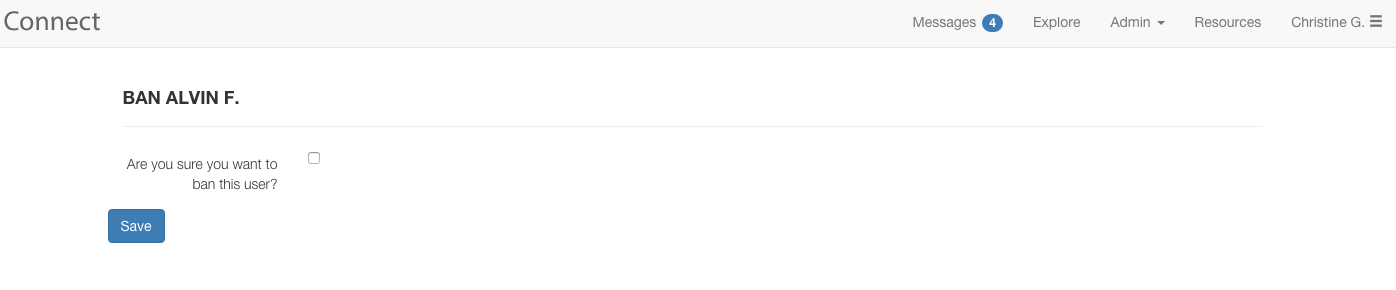 Connect
Messages 4 Explore Admin Resources Christine G.
BAN ALVIN F.
Are you sure you want to
ban this user?
Save